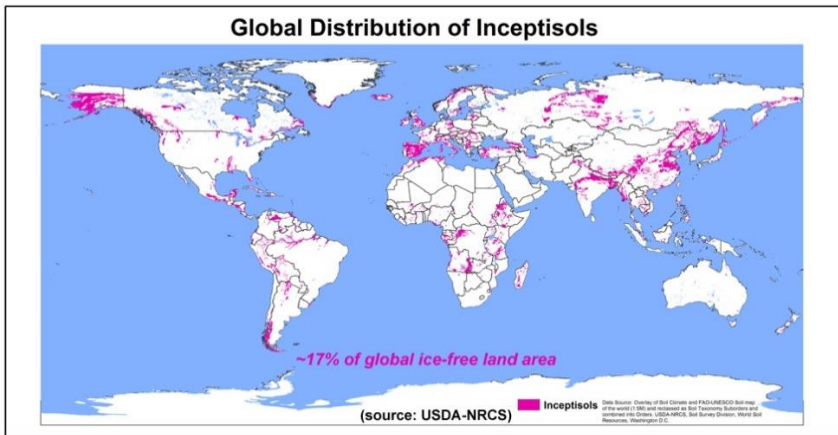 Global Distribution of Inceptisols
~17% of global ice-free land area
(source: USDA-NRCS)
Inceptisols
Data Source: Overlay of Soil Climate and FAO-UNESCO Soil map
of the world (1:5M) and reclassed as Soil Taxonomy Suborders and
combined into Orders. USDA-NRCS, Soil Survey Division, World Soil
Resources, Washington D.C.